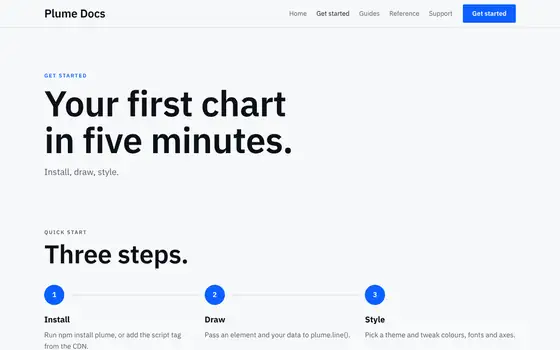 Plume Docs
Home Get started Guides Reference Support Get started
GET STARTED
Your first chart
in five minutes.
Install, draw, style.
QUICK START
Three steps.
1 2 3
Install Draw Style
Run npm install plume, or add the script tag
from the CDN.
Pass an element and your data to plume.line().
Pick a theme and tweak colours, fonts and axes.